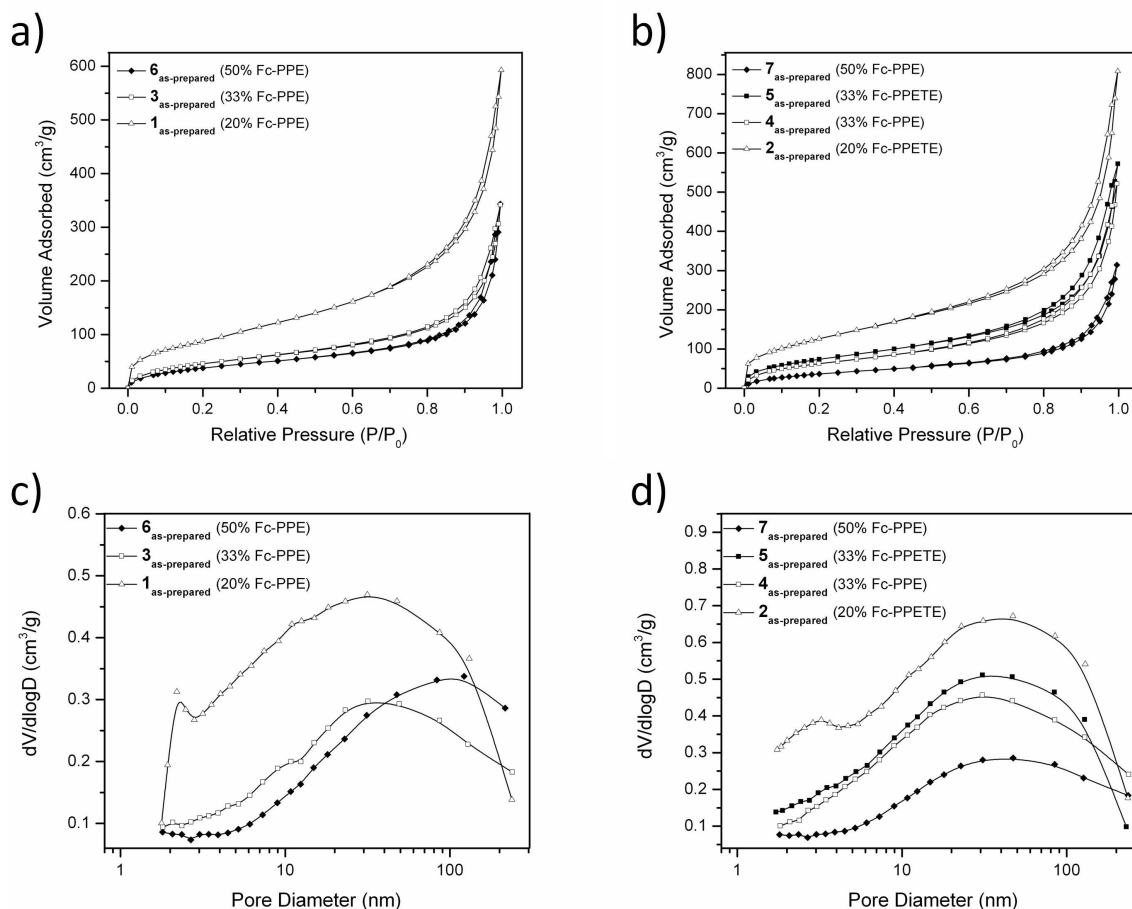 a)
600
500
400
300
200
100
0
Volume Adsorbed (cm³/g)
6as-prepared (50% Fc-PPE)
3as-prepared (33% Fc-PPE)
1as-prepared (20% Fc-PPE)
0.0 0.2 0.4 0.6 0.8 1.0
Relative Pressure (P/P₀)
b)
800
700
600
500
400
300
200
100
0
Volume Adsorbed (cm³/g)
7as-prepared (50% Fc-PPE)
5as-prepared (33% Fc-PPETE)
4as-prepared (33% Fc-PPE)
2as-prepared (20% Fc-PPETE)
0.0 0.2 0.4 0.6 0.8 1.0
Relative Pressure (P/P₀)
c)
0.6
0.5
0.4
0.3
0.2
0.1
dV/dlogD (cm³/g)
6as-prepared (50% Fc-PPE)
3as-prepared (33% Fc-PPE)
1as-prepared (20% Fc-PPE)
1 10 100
Pore Diameter (nm)
d)
0.9
0.8
0.7
0.6
0.5
0.4
0.3
0.2
0.1
dV/dlogD (cm³/g)
7as-prepared (50% Fc-PPE)
5as-prepared (33% Fc-PPETE)
4as-prepared (33% Fc-PPE)
2as-prepared (20% Fc-PPETE)
1 10 100
Pore Diameter (nm)